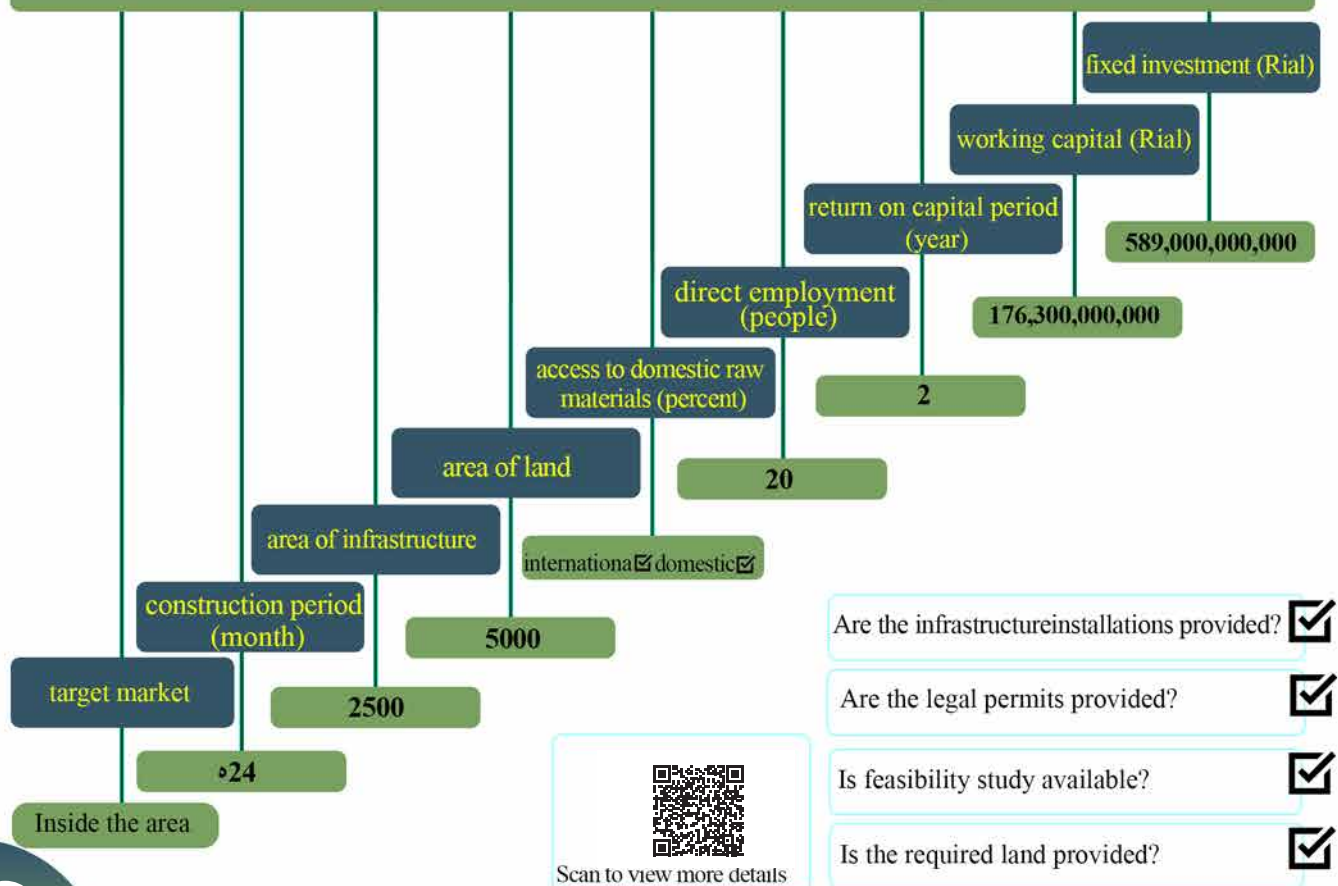 fixed investment (Rial)
589,000,000,000
working capital (Rial)
176,300,000,000
return on capital period
(year)
2
direct employment
(people)
20
access to domestic raw
materials (percent)
internationa☑ domestic☑
area of land
5000
area of infrastructure
2500
construction period
(month)
ه24
target market
Inside the area
Are the infrastructureinstallations provided? ☑
Are the legal permits provided? ☑
Is feasibility study available? ☑
Is the required land provided? ☑
Scan to view more details